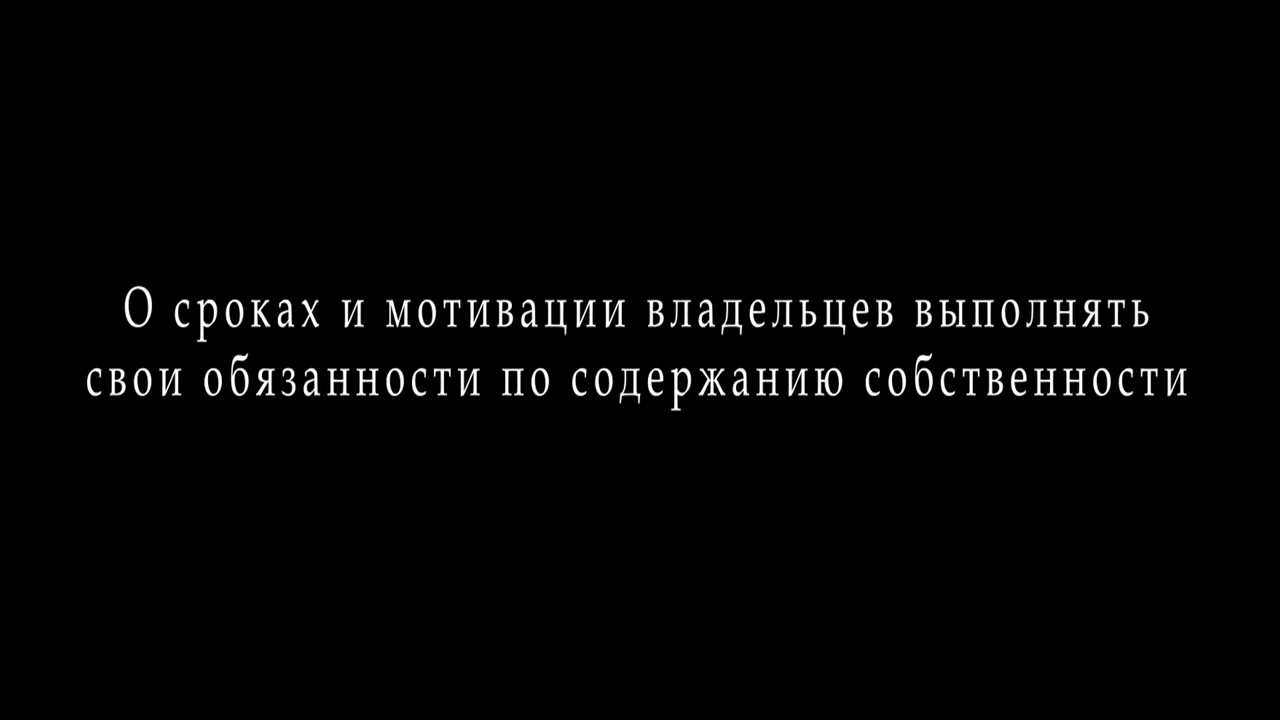 О сроках и мотивации владельцев выполнять
свои обязанности по содержанию собственности